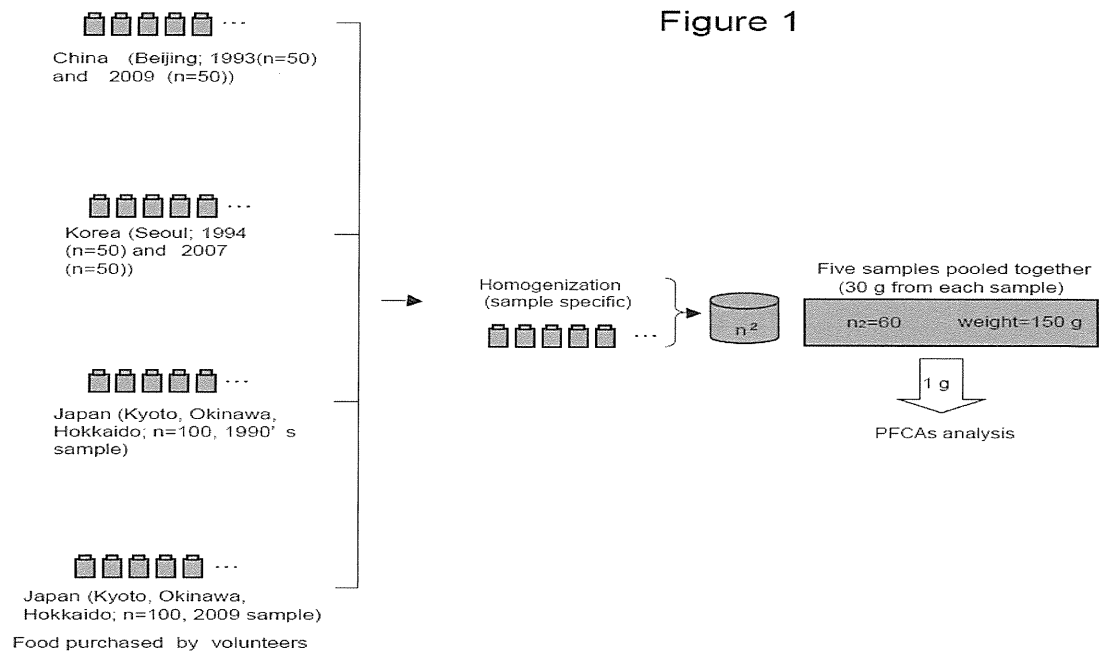 Figure 1
China (Beijing; 1993(n=50)
and 2009 (n=50))
Korea (Seoul; 1994
(n=50) and 2007
(n=50))
Japan (Kyoto, Okinawa,
Hokkaido; n=100, 1990's
sample)
Japan (Kyoto, Okinawa,
Hokkaido; n=100, 2009 sample)
Food purchased by volunteers
Homogenization
(sample specific)
n²
Five samples pooled together
(30 g from each sample)
n₂=60 weight=150 g
1 g
PFCAs analysis